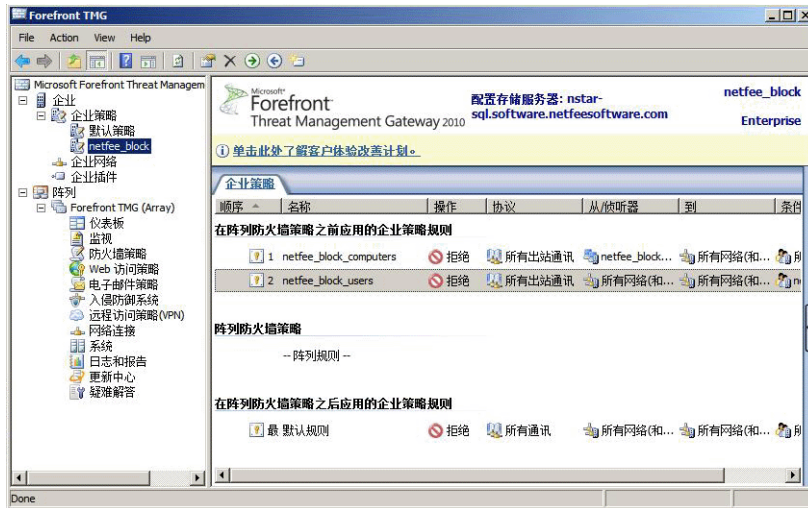 Forefront TMG
File Action View Help
Microsoft Forefront Threat Managem
企业
企业策略
默认策略
netfee_block
企业网络
企业插件
阵列
Forefront TMG (Array)
仪表板
监视
防火墙策略
Web 访问策略
电子邮件策略
入侵防御系统
远程访问策略(VPN)
网络连接
系统
日志和报告
更新中心
疑难解答
Microsoft
Forefront
Threat Management Gateway 2010
配置存储服务器: nstar-
sql.software.netfeesoftware.com
netfee_block
Enterprise
单击此处了解客户体验改善计划。
企业策略
顺序 名称 操作 协议 从/侦听器 到 条件
在阵列防火墙策略之前应用的企业策略规则
1 netfee_block_computers 拒绝 所有出站通讯 netfee_block... 所有网络(和... 所
2 netfee_block_users 拒绝 所有出站通讯 所有网络(和... 所有网络(和... n
阵列防火墙策略
-- 阵列规则 --
在阵列防火墙策略之后应用的企业策略规则
最 默认规则 拒绝 所有通讯 所有网络(和... 所有网络(和... 所
Done